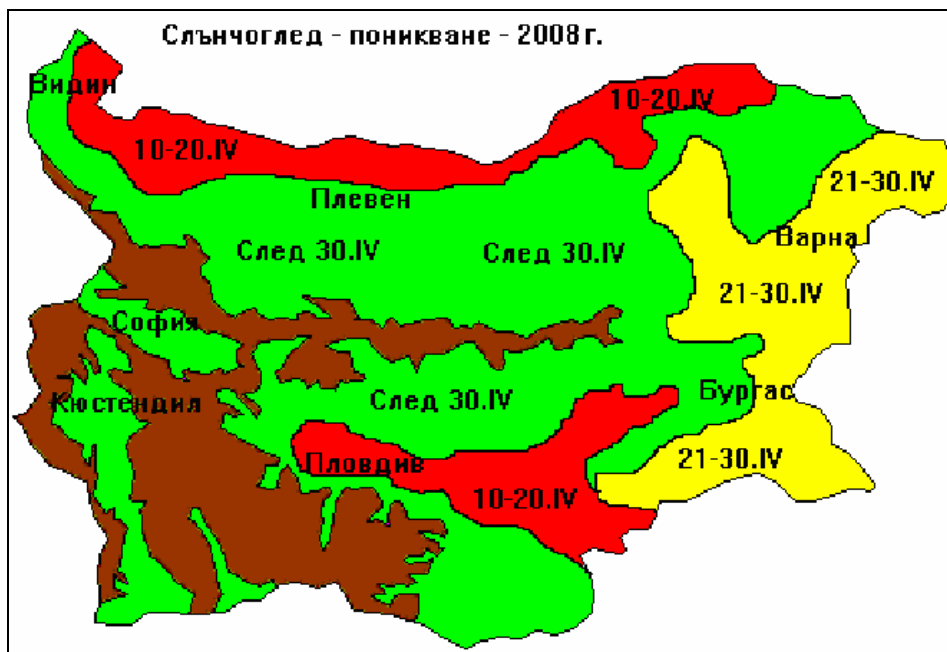 Слънчоглед - поникване - 2008 г.
Видин
10-20.IV
10-20.IV
21-30.IV
Плевен
Варна
След 30.IV
След 30.IV
21-30.IV
София
Кюстендил
След 30.IV
Бургас
Пловдив
21-30.IV
10-20.IV